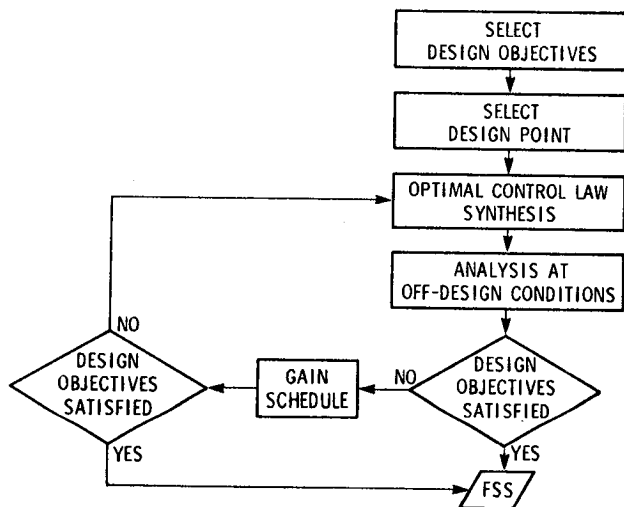 SELECT
DESIGN OBJECTIVES
SELECT
DESIGN POINT
OPTIMAL CONTROL LAW
SYNTHESIS
ANALYSIS AT
OFF-DESIGN CONDITIONS
DESIGN
OBJECTIVES
SATISFIED
NO
YES
GAIN
SCHEDULE
DESIGN
OBJECTIVES
SATISFIED
NO
YES
FSS